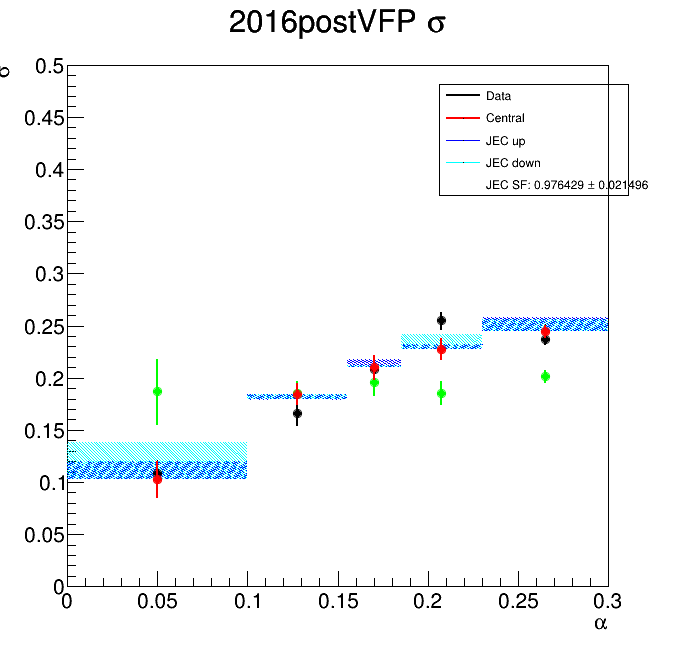 2016postVFP σ
σ
0.5
0.45
0.4
0.35
0.3
0.25
0.2
0.15
0.1
0.05
0
Data
Central
JEC up
JEC down
JEC SF: 0.976429 ± 0.021496
0 0.05 0.1 0.15 0.2 0.25 0.3
α